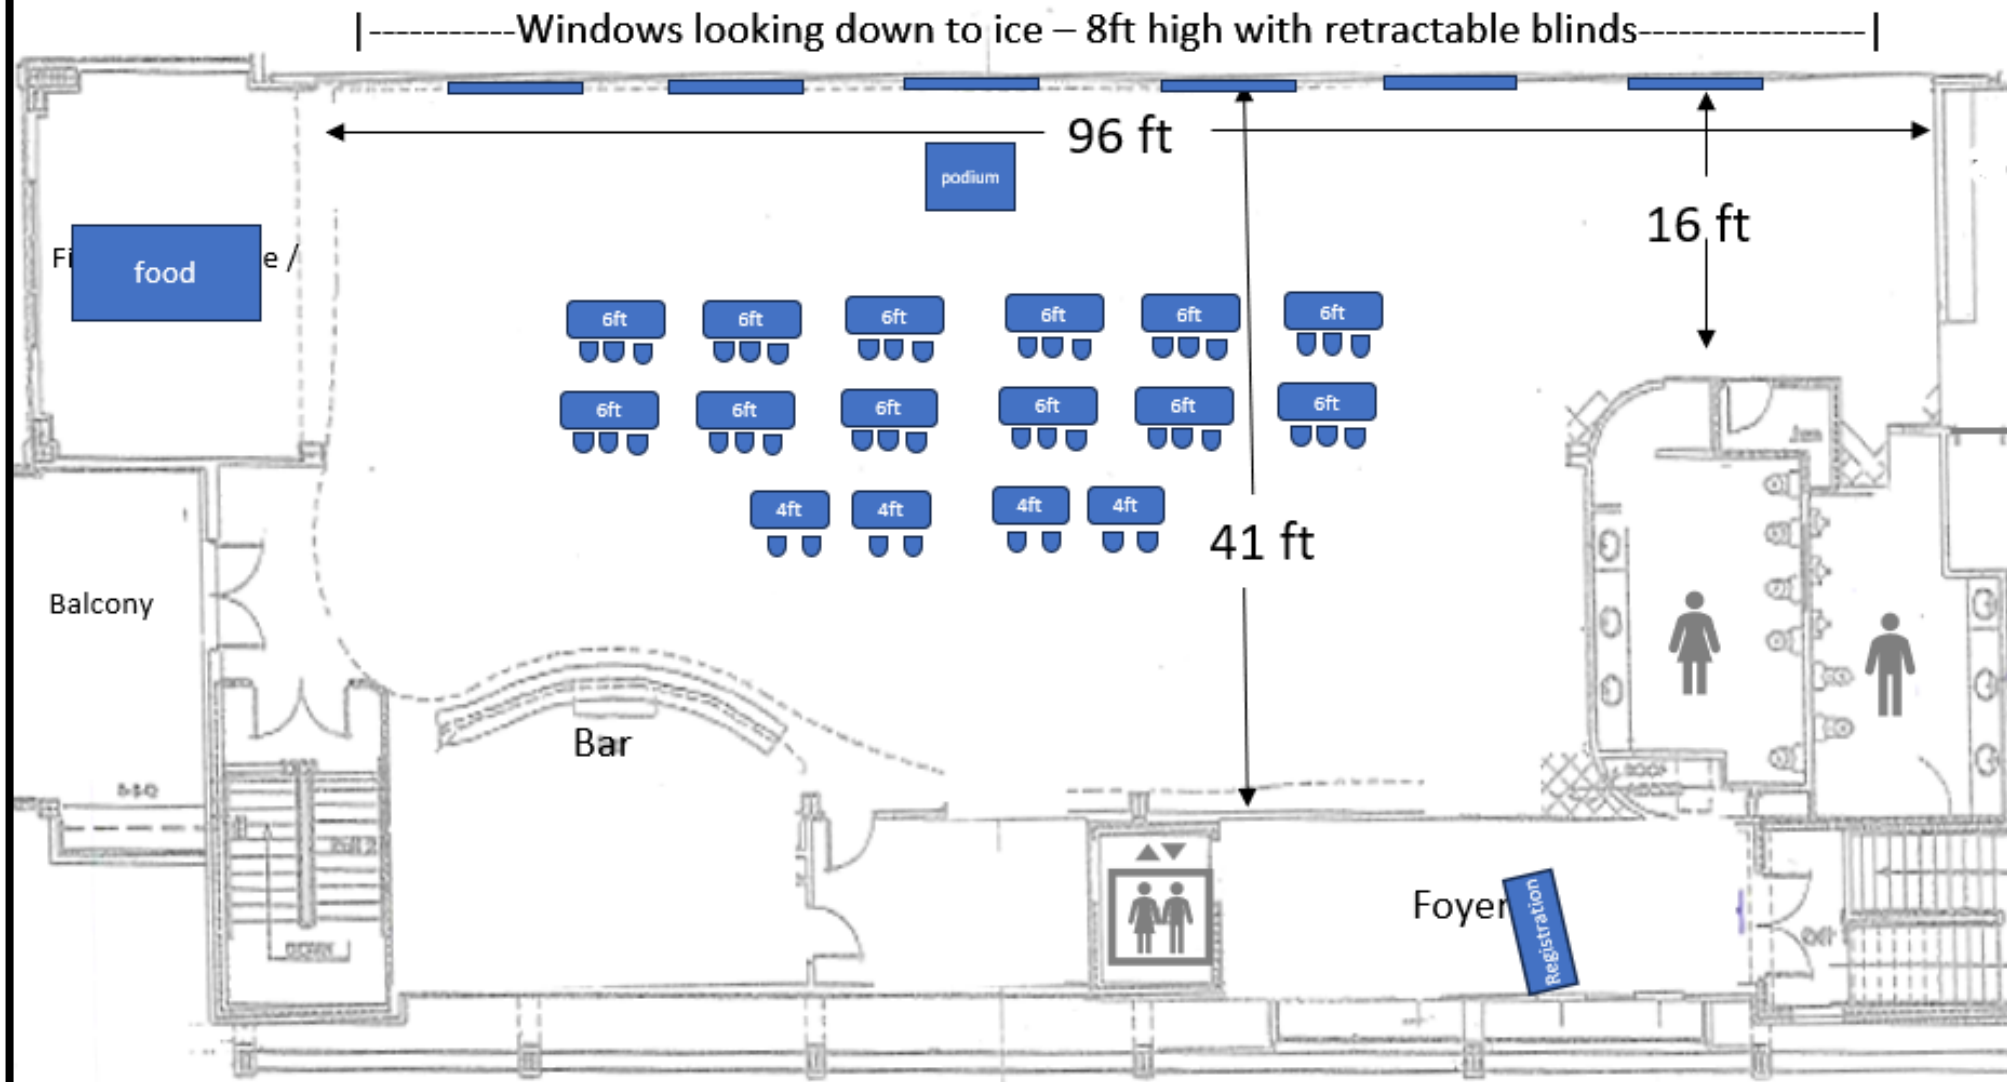 |-----------Windows looking down to ice – 8ft high with retractable blinds-----------------|
96 ft
podium
16 ft
Fi
e /
food
6ft
6ft
6ft
6ft
6ft
6ft
6ft
6ft
6ft
6ft
6ft
6ft
4ft
4ft
4ft
4ft
41 ft
Balcony
Bar
Foyer
Registration
DOWN